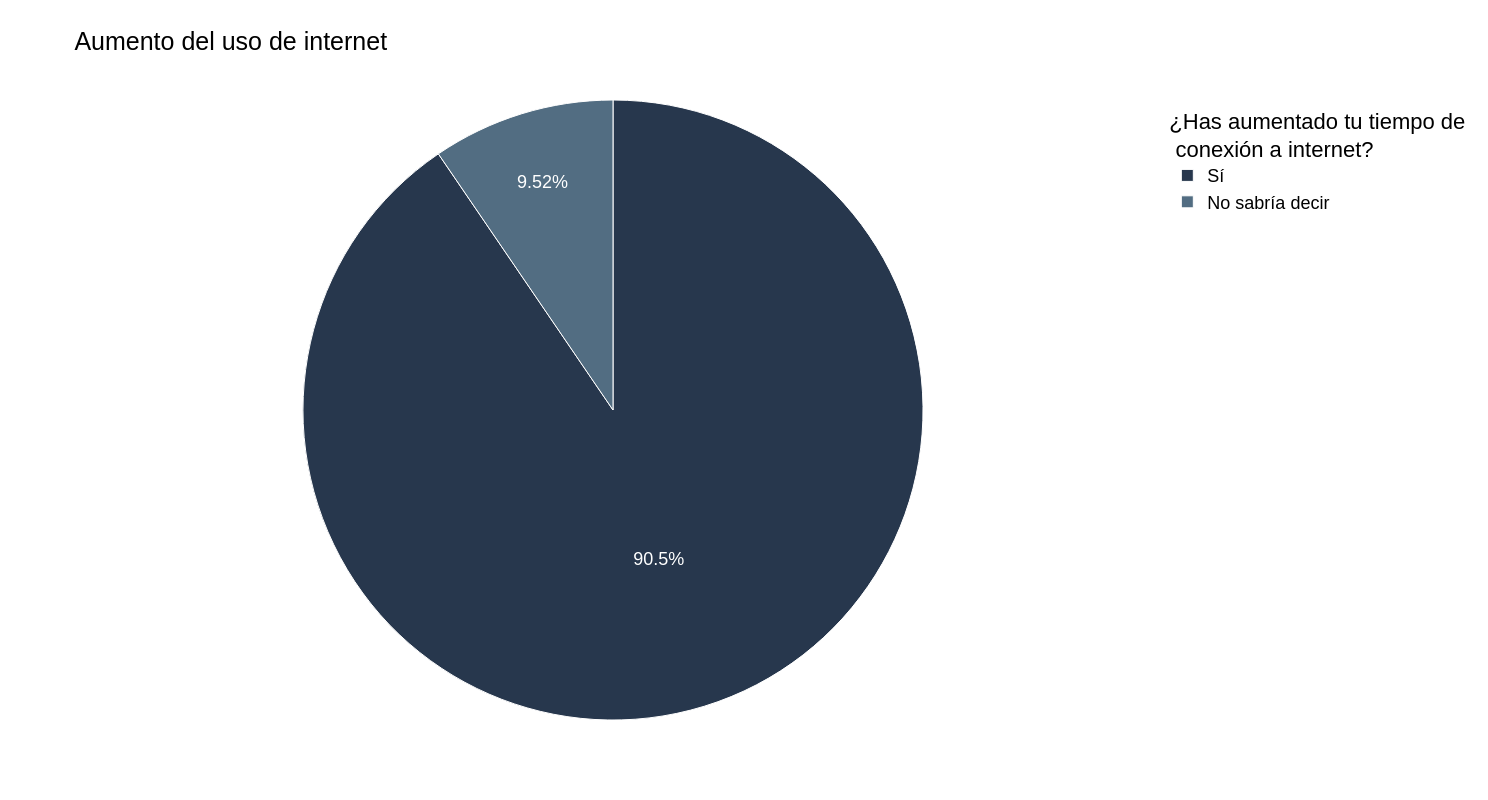 Aumento del uso de internet
¿Has aumentado tu tiempo de
conexión a internet?
Sí
No sabría decir
9.52%
90.5%